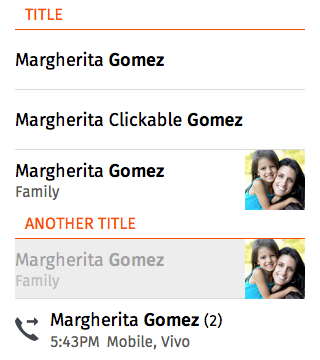 TITLE
Margherita Gomez
Margherita Clickable Gomez
Margherita Gomez
Family
ANOTHER TITLE
Margherita Gomez
Family
Margherita Gomez (2)
5:43PM Mobile, Vivo